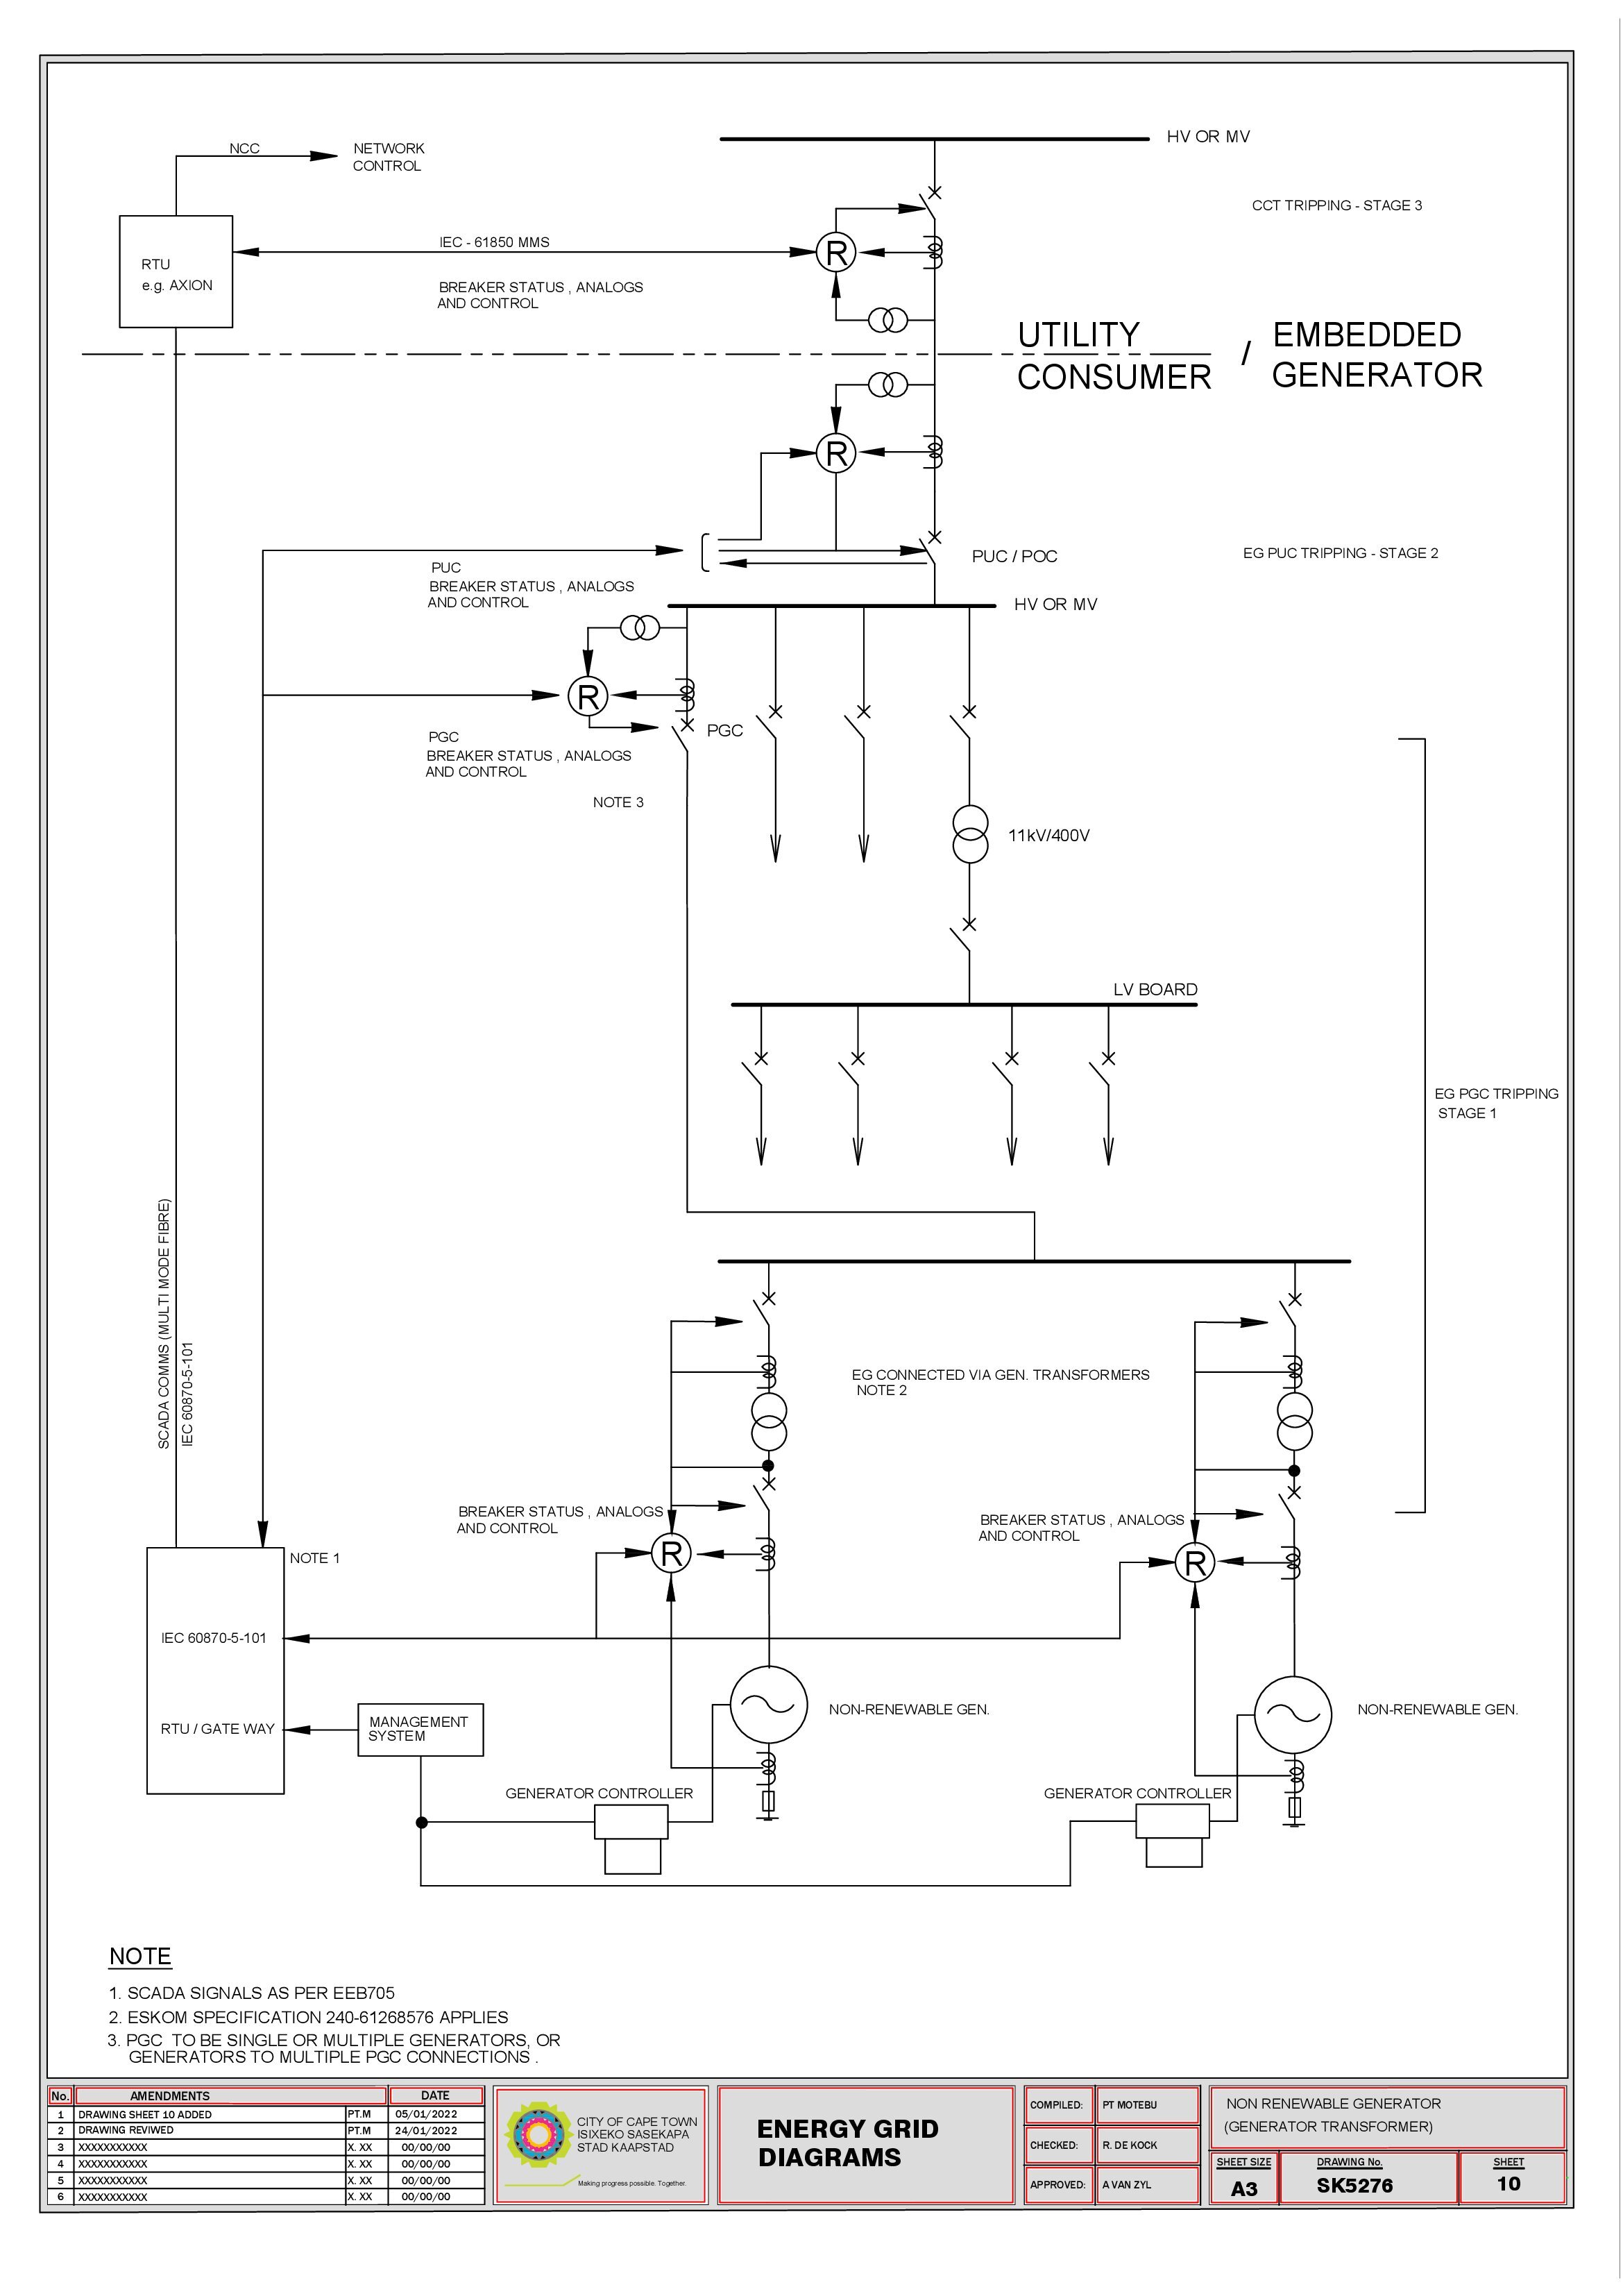 HV OR MV
NCC
NETWORK
CONTROL
CCT TRIPPING - STAGE 3
IEC - 61850 MMS
R
RTU
e.g. AXION
BREAKER STATUS , ANALOGS
AND CONTROL
UTILITY
CONSUMER
/
EMBEDDED
GENERATOR
R
PUC / POC
EG PUC TRIPPING - STAGE 2
PUC
BREAKER STATUS , ANALOGS
AND CONTROL
HV OR MV
R
PGC
PGC
BREAKER STATUS , ANALOGS
AND CONTROL
NOTE 3
11kV/400V
LV BOARD
EG PGC TRIPPING
STAGE 1
SCADA COMMS (MULTI MODE FIBRE)
IEC 60870-5-101
EG CONNECTED VIA GEN. TRANSFORMERS
NOTE 2
BREAKER STATUS , ANALOGS
AND CONTROL
R
BREAKER STATUS , ANALOGS
AND CONTROL
R
NOTE 1
IEC 60870-5-101
RTU / GATE WAY
MANAGEMENT
SYSTEM
NON-RENEWABLE GEN.
NON-RENEWABLE GEN.
GENERATOR CONTROLLER
GENERATOR CONTROLLER
NOTE
1. SCADA SIGNALS AS PER EEB705
2. ESKOM SPECIFICATION 240-61268576 APPLIES
3. PGC TO BE SINGLE OR MULTIPLE GENERATORS, OR
GENERATORS TO MULTIPLE PGC CONNECTIONS .
No. AMENDMENTS DATE
1 DRAWING SHEET 10 ADDED PT.M 05/01/2022
2 DRAWING REVIWED PT.M 24/01/2022
3 XXXXXXXXXXX X. XX 00/00/00
4 XXXXXXXXXXX X. XX 00/00/00
5 XXXXXXXXXXX X. XX 00/00/00
6 XXXXXXXXXXX X. XX 00/00/00
CITY OF CAPE TOWN
ISIXEKO SASEKAPA
STAD KAAPSTAD
Making progress possible. Together.
ENERGY GRID
DIAGRAMS
COMPILED: PT MOTEBU
CHECKED: R. DE KOCK
APPROVED: A VAN ZYL
NON RENEWABLE GENERATOR
(GENERATOR TRANSFORMER)
SHEET SIZE
A3
DRAWING No.
SK5276
SHEET
10